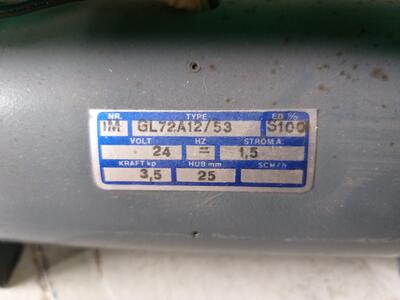 NR. TYPE ED %
IM GL72A12/53 S100
VOLT HZ STROM A.
24 = 1,5
KRAFT kp HUB mm SCH/h
3,5 25